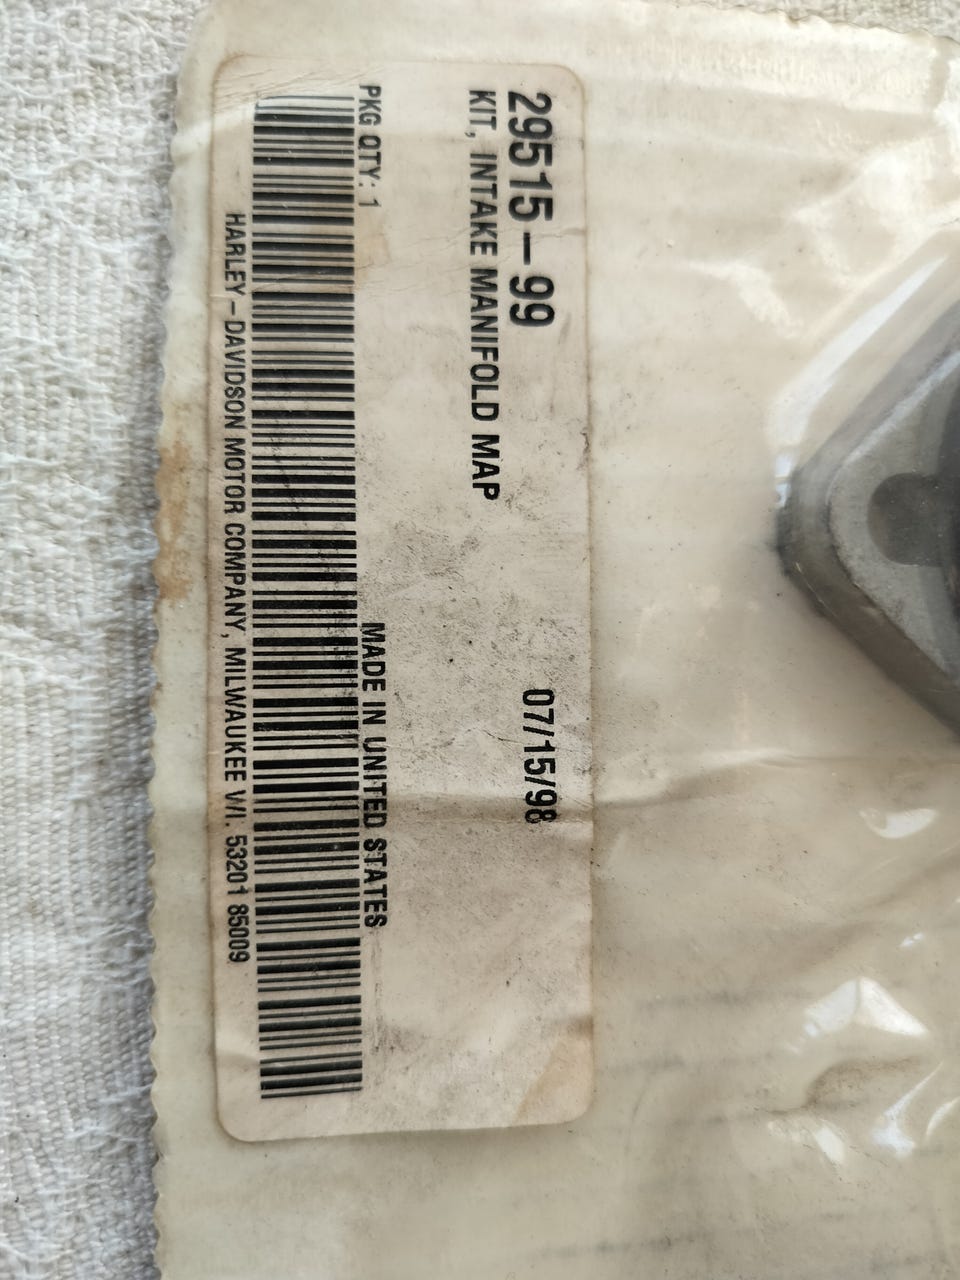 29515-99 07/15/98
KIT, INTAKE MANIFOLD MAP
PKG QTY: 1 MADE IN UNITED STATES
HARLEY-DAVIDSON MOTOR COMPANY, MILWAUKEE WI. 53201 85009